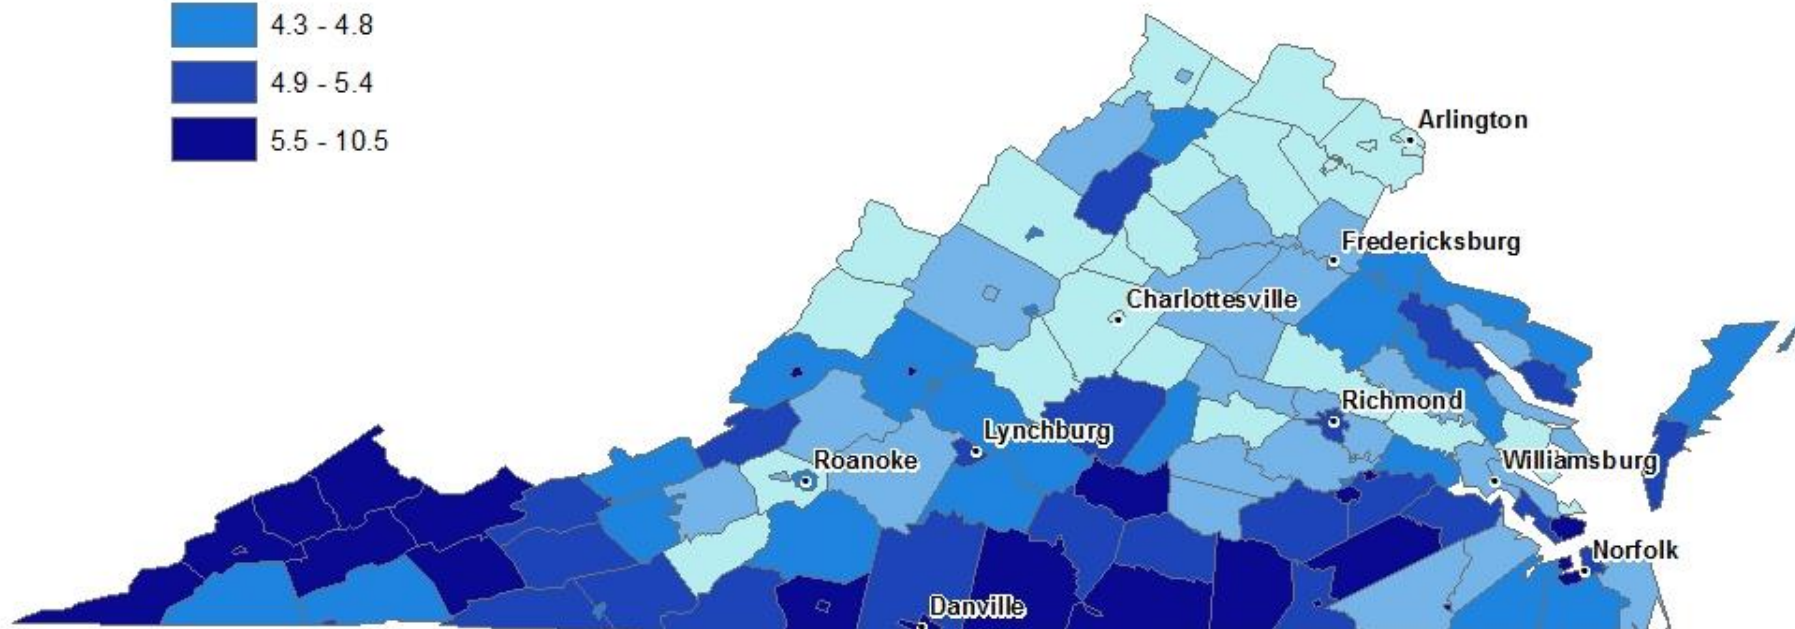 4.3 - 4.8
4.9 - 5.4
5.5 - 10.5
Arlington
Fredericksburg
Charlottesville
Richmond
Lynchburg
Roanoke
Williamsburg
Norfolk
Danville